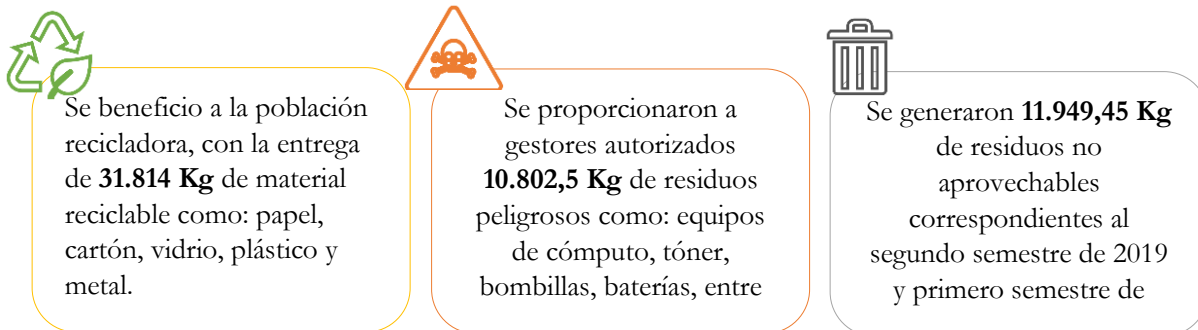 Se beneficio a la población
recicladora, con la entrega
de 31.814 Kg de material
reciclable como: papel,
cartón, vidrio, plástico y
metal.
Se proporcionaron a
gestores autorizados
10.802,5 Kg de residuos
peligrosos como: equipos
de cómputo, tóner,
bombillas, baterías, entre
Se generaron 11.949,45 Kg
de residuos no
aprovechables
correspondientes al
segundo semestre de 2019
y primero semestre de